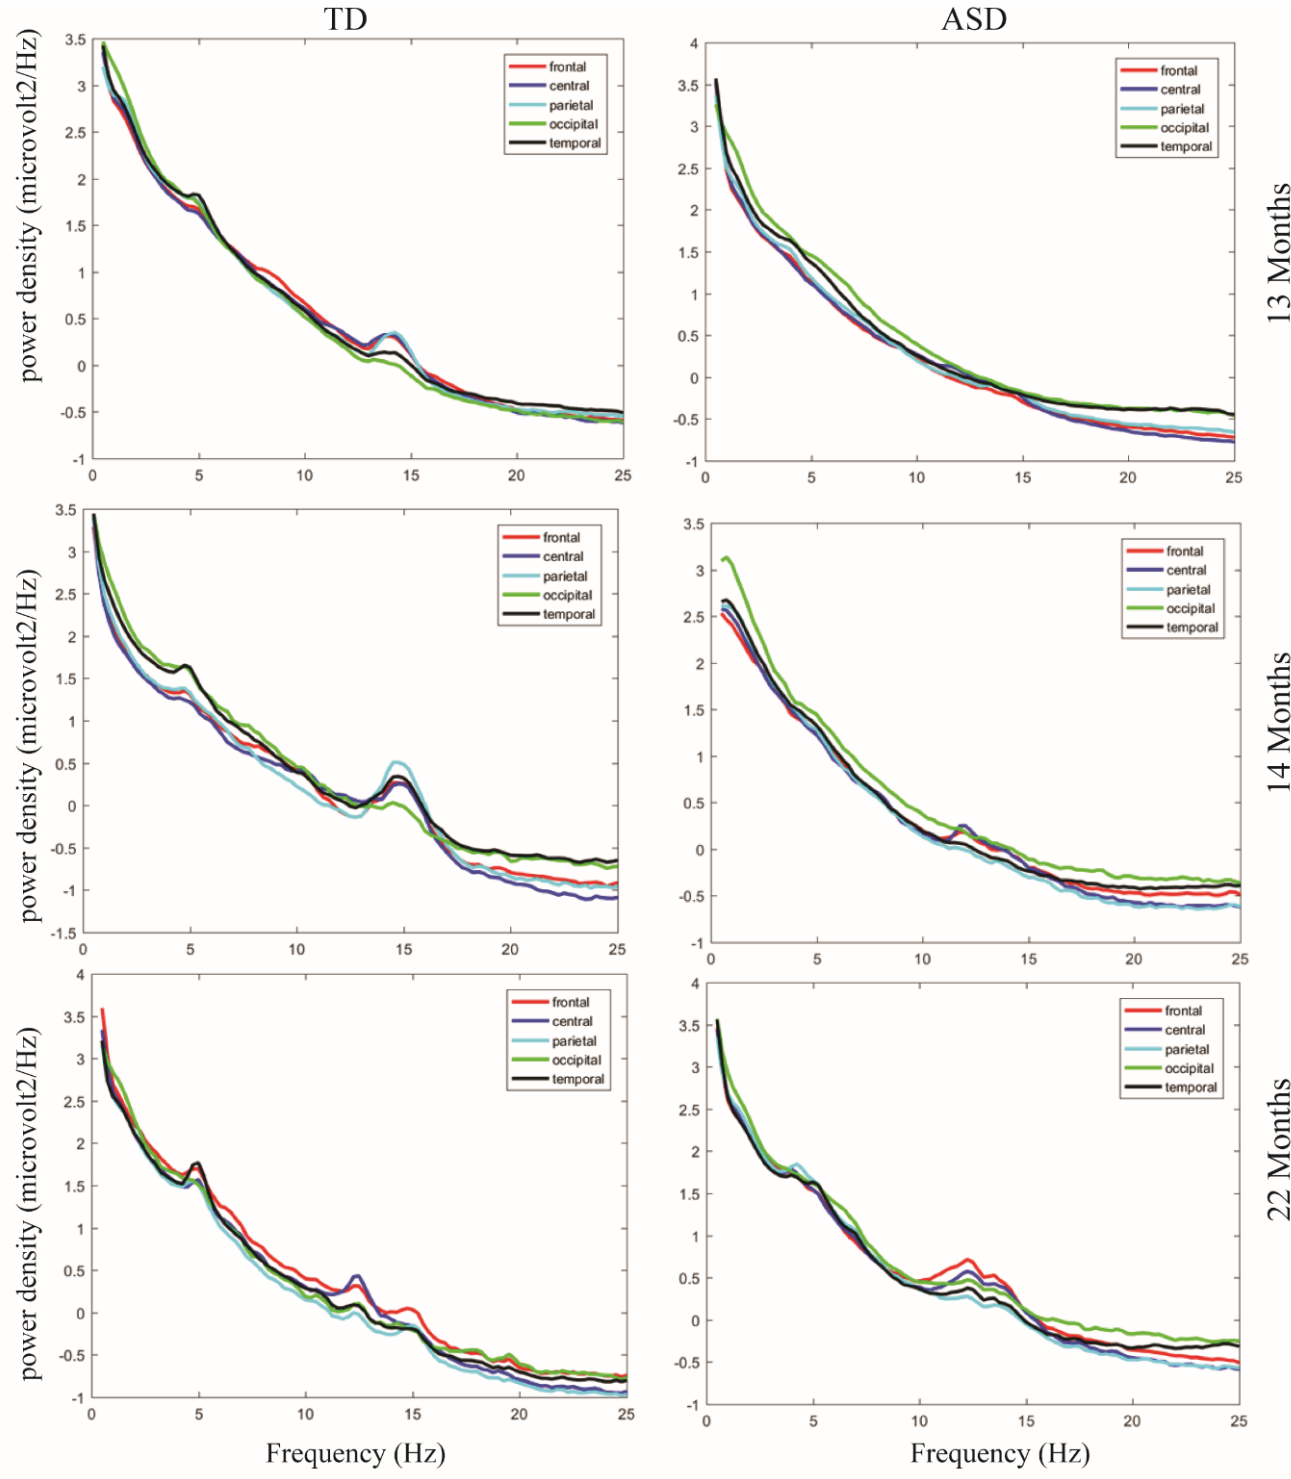 TD
ASD
power density (microvolt2/Hz)
3.5
3
2.5
2
1.5
1
0.5
0
-0.5
-1
0 5 10 15 20 25
frontal
central
parietal
occipital
temporal
4
3.5
3
2.5
2
1.5
1
0.5
0
-0.5
-1
0 5 10 15 20 25
frontal
central
parietal
occipital
temporal
13 Months
power density (microvolt2/Hz)
3.5
3
2.5
2
1.5
1
0.5
0
-0.5
-1
-1.5
0 5 10 15 20 25
frontal
central
parietal
occipital
temporal
3.5
3
2.5
2
1.5
1
0.5
0
-0.5
-1
0 5 10 15 20 25
frontal
central
parietal
occipital
temporal
14 Months
power density (microvolt2/Hz)
4
3.5
3
2.5
2
1.5
1
0.5
0
-0.5
-1
0 5 10 15 20 25
frontal
central
parietal
occipital
temporal
Frequency (Hz)
4
3.5
3
2.5
2
1.5
1
0.5
0
-0.5
-1
0 5 10 15 20 25
frontal
central
parietal
occipital
temporal
Frequency (Hz)
22 Months